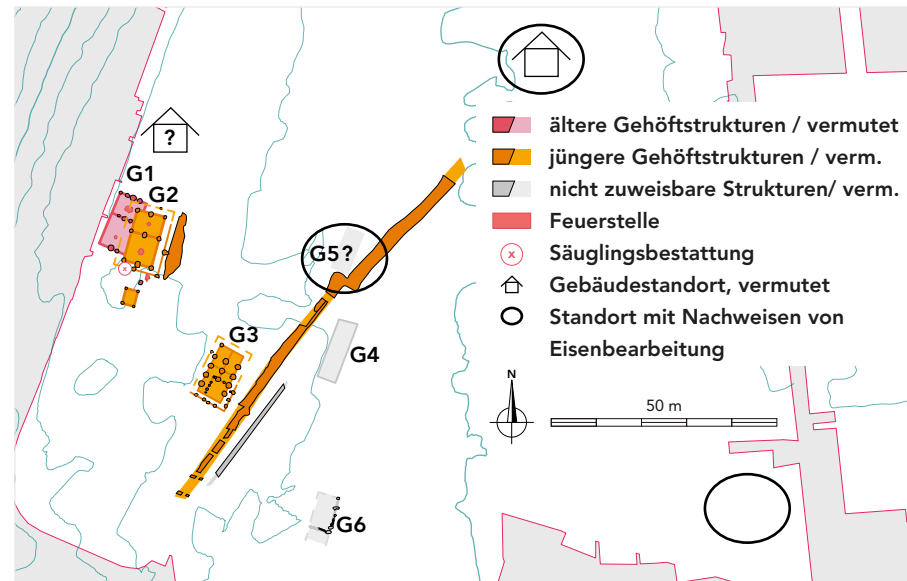 ?
G1
G2
G5?
G3
G4
G6
ältere Gehöftstrukturen / vermutet
jüngere Gehöftstrukturen / verm.
nicht zuweisbare Strukturen/ verm.
Feuerstelle
x
x Säuglingsbestattung
Gebäudestandort, vermutet
Standort mit Nachweisen von
Eisenbearbeitung
N
50 m